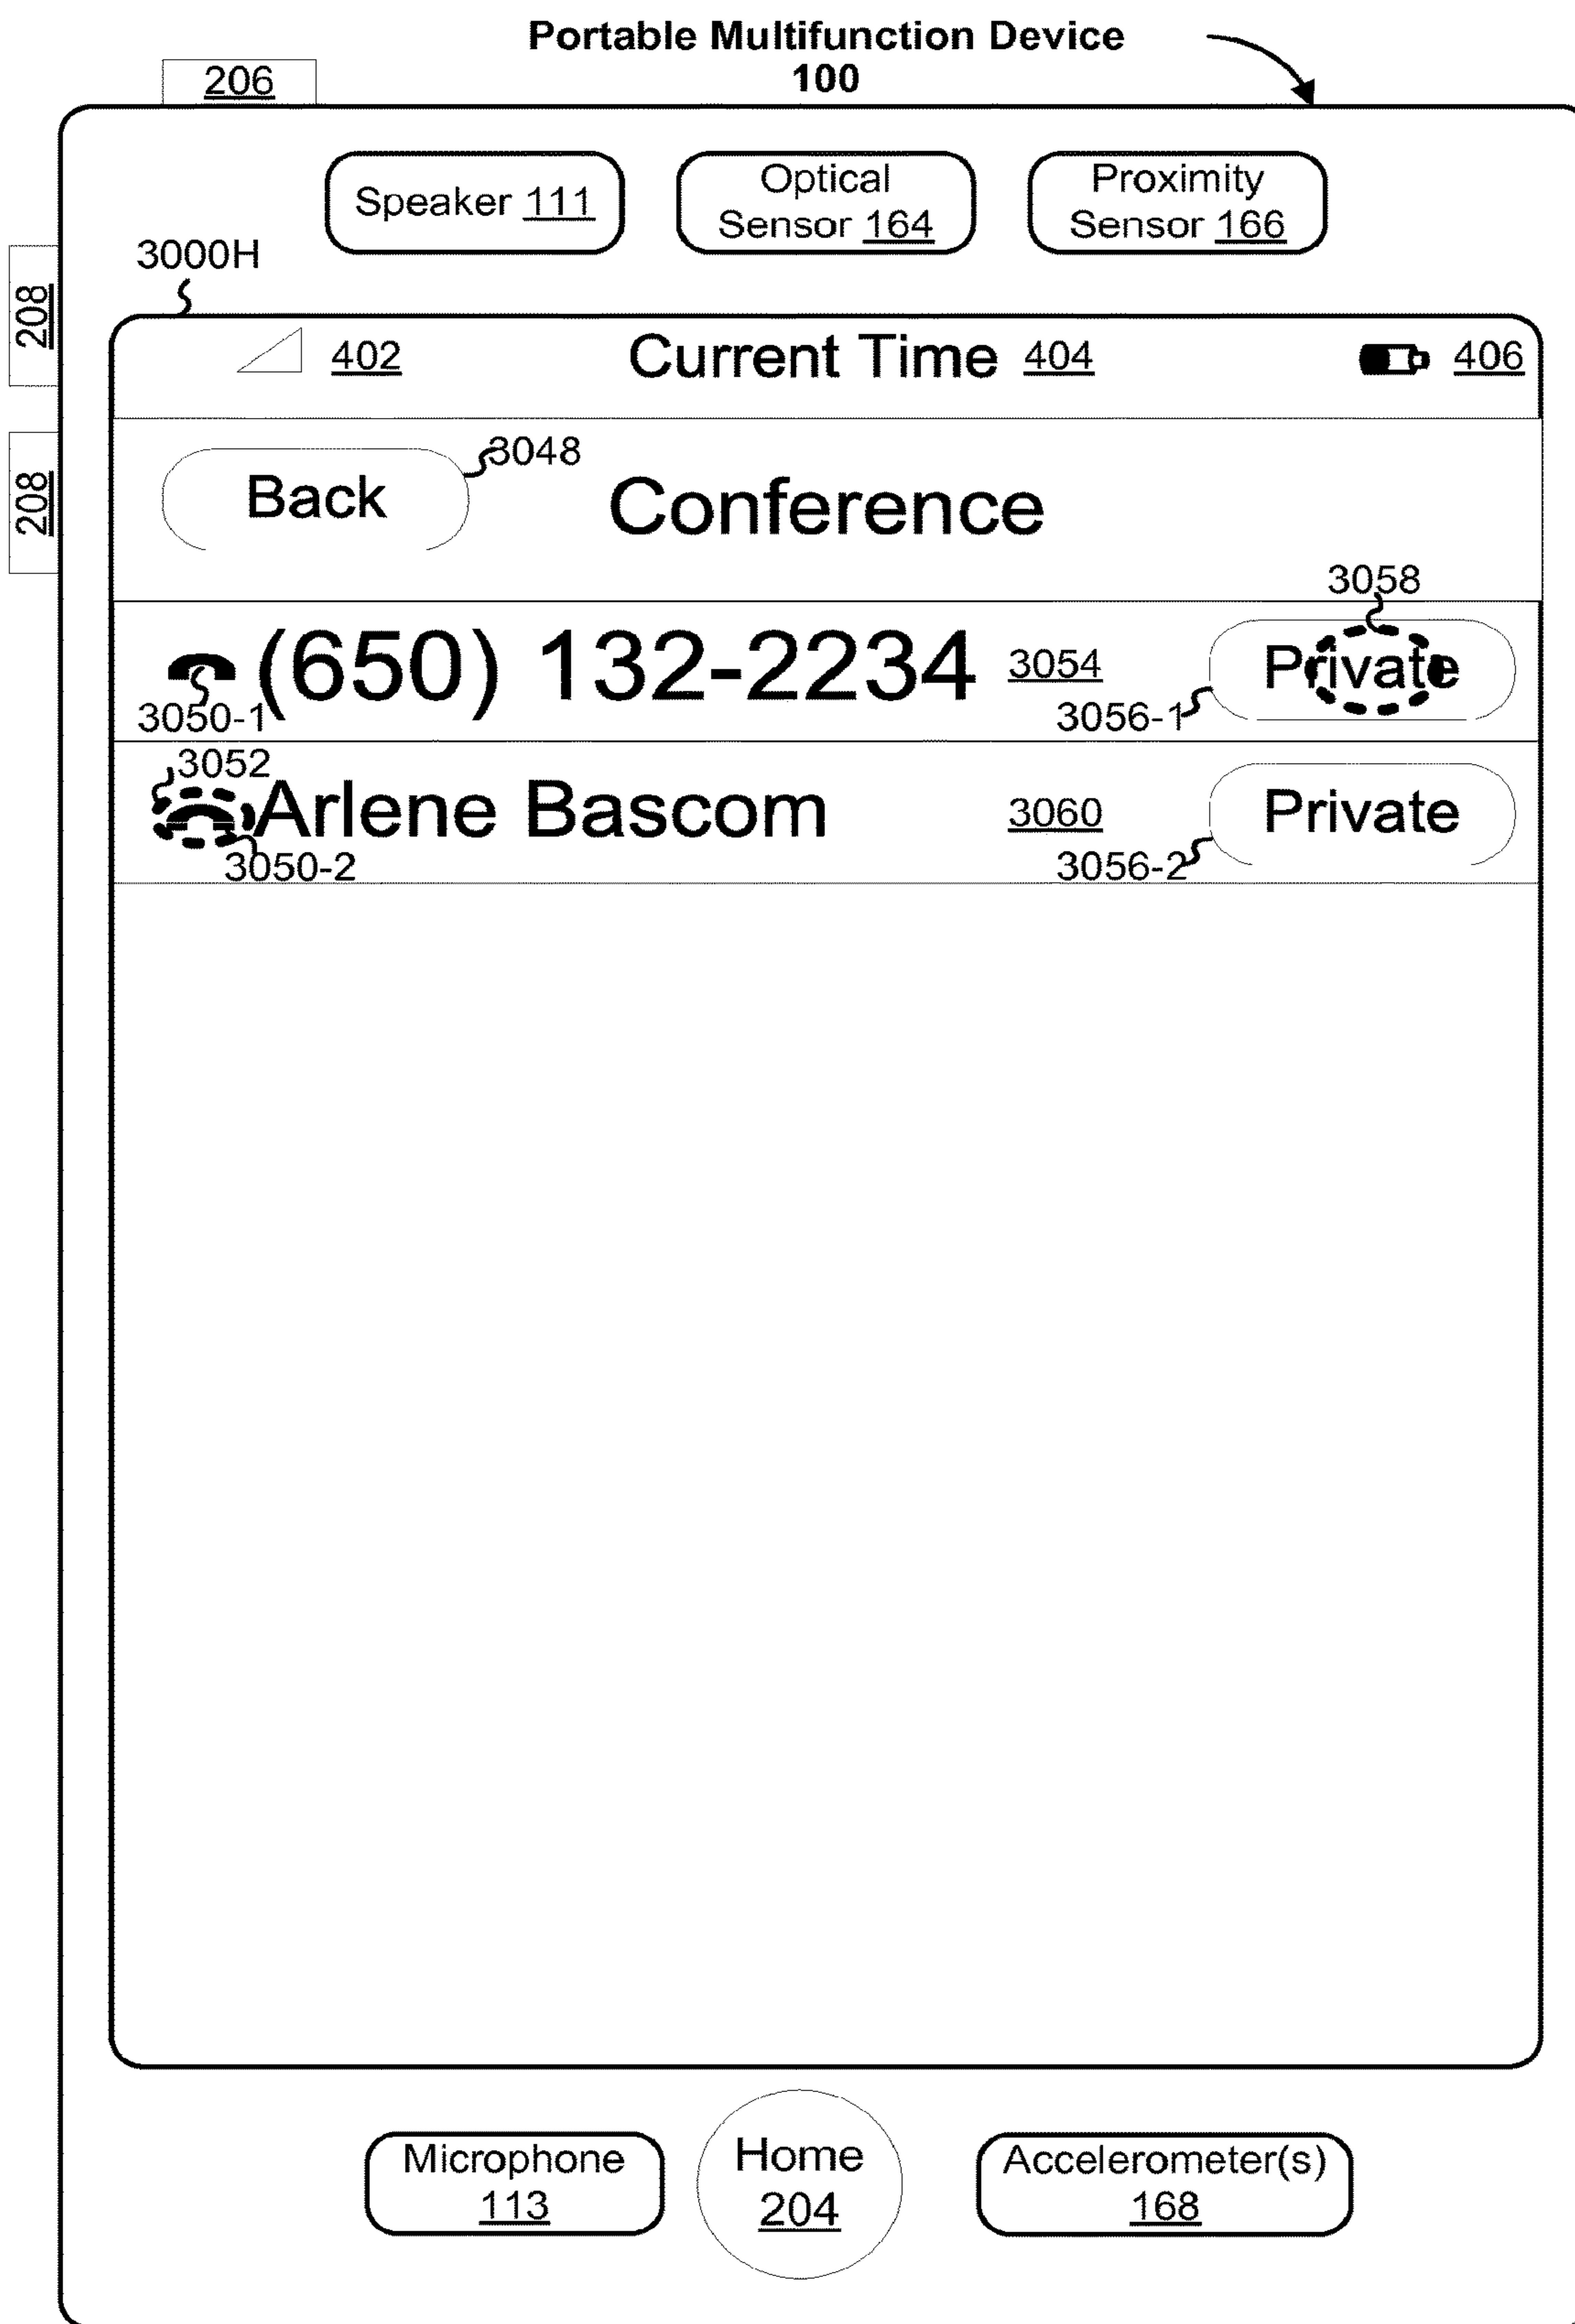 Portable Multifunction Device
100
206
Speaker 111
Optical
Sensor 164
Proximity
Sensor 166
3000H
208
402
Current Time 404
406
208
Back
3048
Conference
3058
(650) 132-2234
3054
Private
3050-1
3056-1
3052
Arlene Bascom
3060
Private
3050-2
3056-2
Microphone
113
Home
204
Accelerometer(s)
168